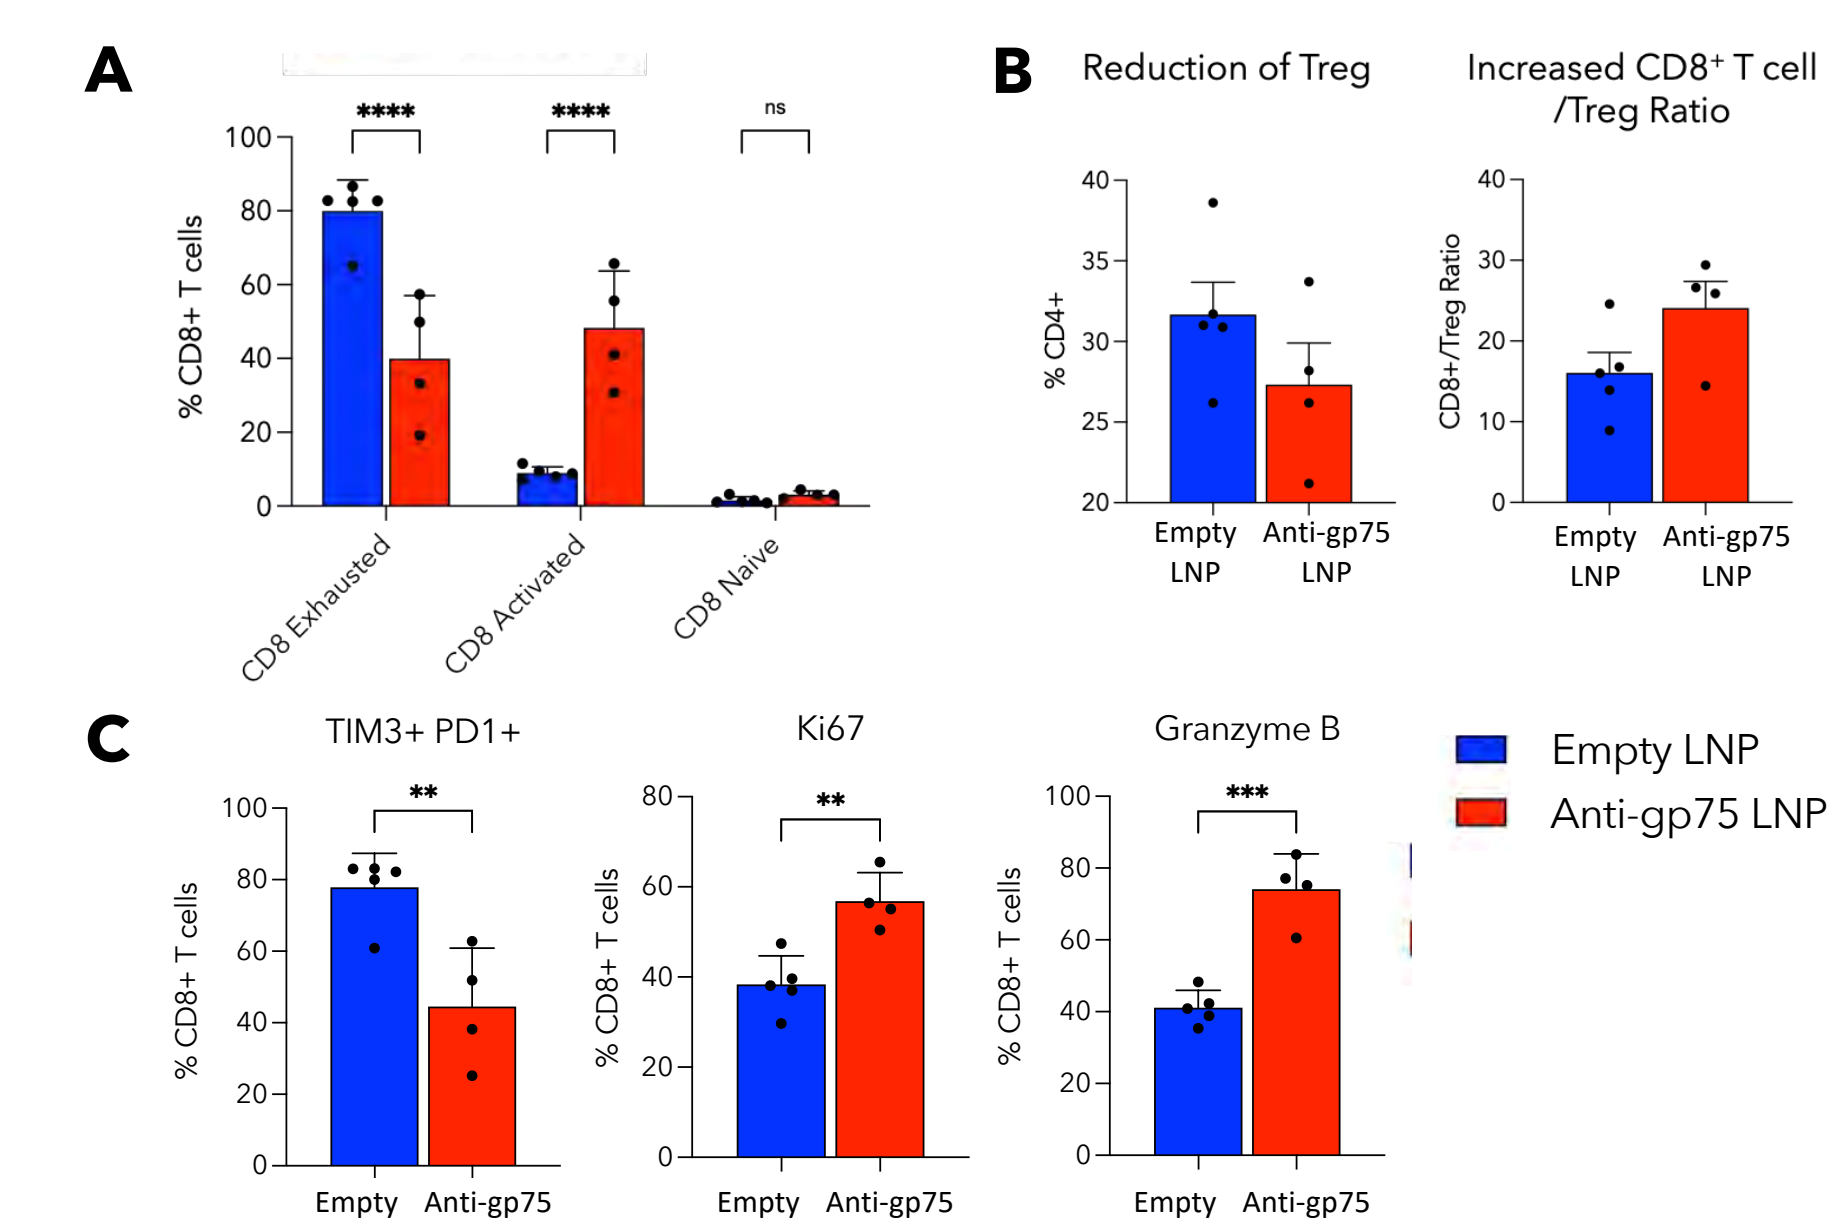 A
**** **** ns
% CD8+ T cells
100
80
60
40
20
0
CD8 Exhausted
CD8 Activated
CD8 Naive
B
Reduction of Treg
% CD4+
40
35
30
25
20
Empty LNP
Anti-gp75 LNP
Increased CD8+ T cell
/Treg Ratio
CD8+/Treg Ratio
40
30
20
10
0
Empty LNP
Anti-gp75 LNP
C
TIM3+ PD1+
**
% CD8+ T cells
100
80
60
40
20
0
Empty Anti-gp75
Ki67
**
% CD8+ T cells
80
60
40
20
0
Empty Anti-gp75
Granzyme B
***
% CD8+ T cells
100
80
60
40
20
0
Empty Anti-gp75
Empty LNP
Anti-gp75 LNP